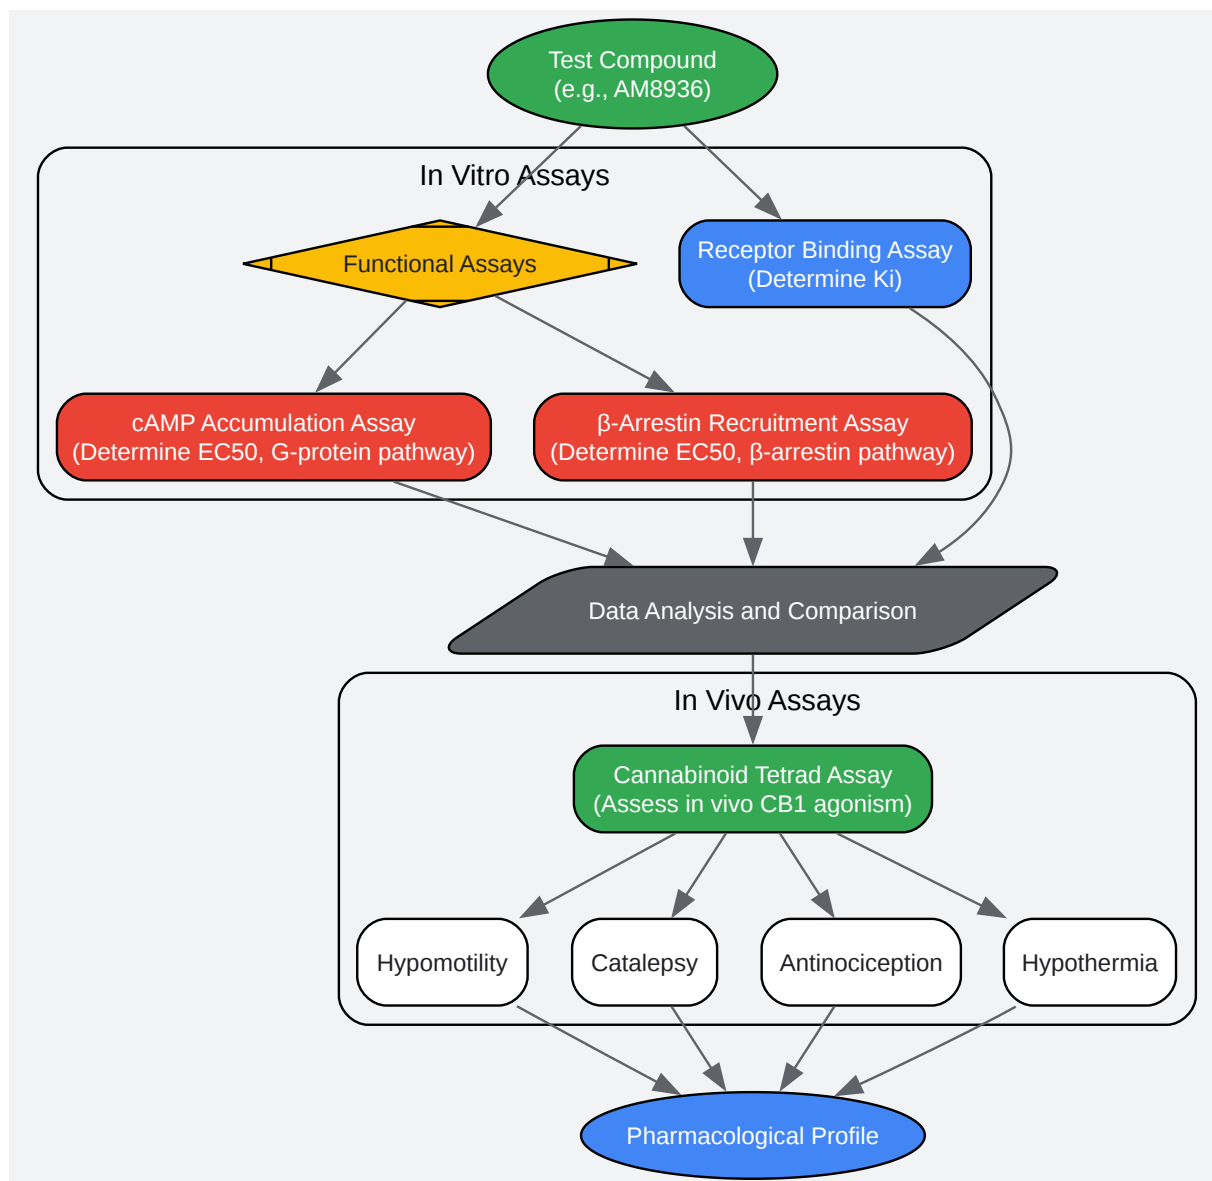 Test Compound
(e.g., AM8936)
In Vitro Assays
Functional Assays
Receptor Binding Assay
(Determine Ki)
cAMP Accumulation Assay
(Determine EC50, G-protein pathway)
β-Arrestin Recruitment Assay
(Determine EC50, β-arrestin pathway)
Data Analysis and Comparison
In Vivo Assays
Cannabinoid Tetrad Assay
(Assess in vivo CB1 agonism)
Hypomotility
Catalepsy
Antinociception
Hypothermia
Pharmacological Profile